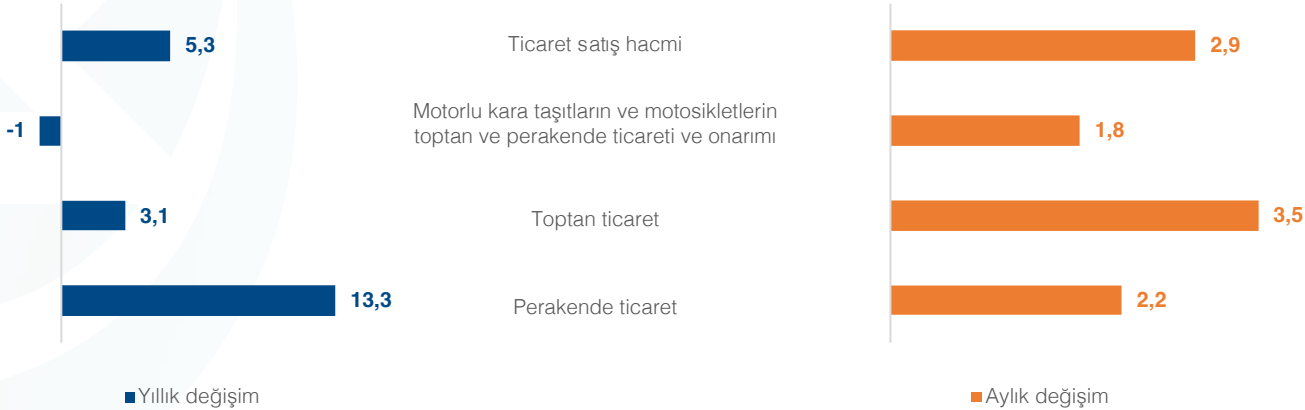 5,3
Ticaret satış hacmi
2,9
-1
Motorlu kara taşıtların ve motosikletlerin
toptan ve perakende ticareti ve onarımı
1,8
3,1
Toptan ticaret
3,5
13,3
Perakende ticaret
2,2
Yıllık değişim
Aylık değişim